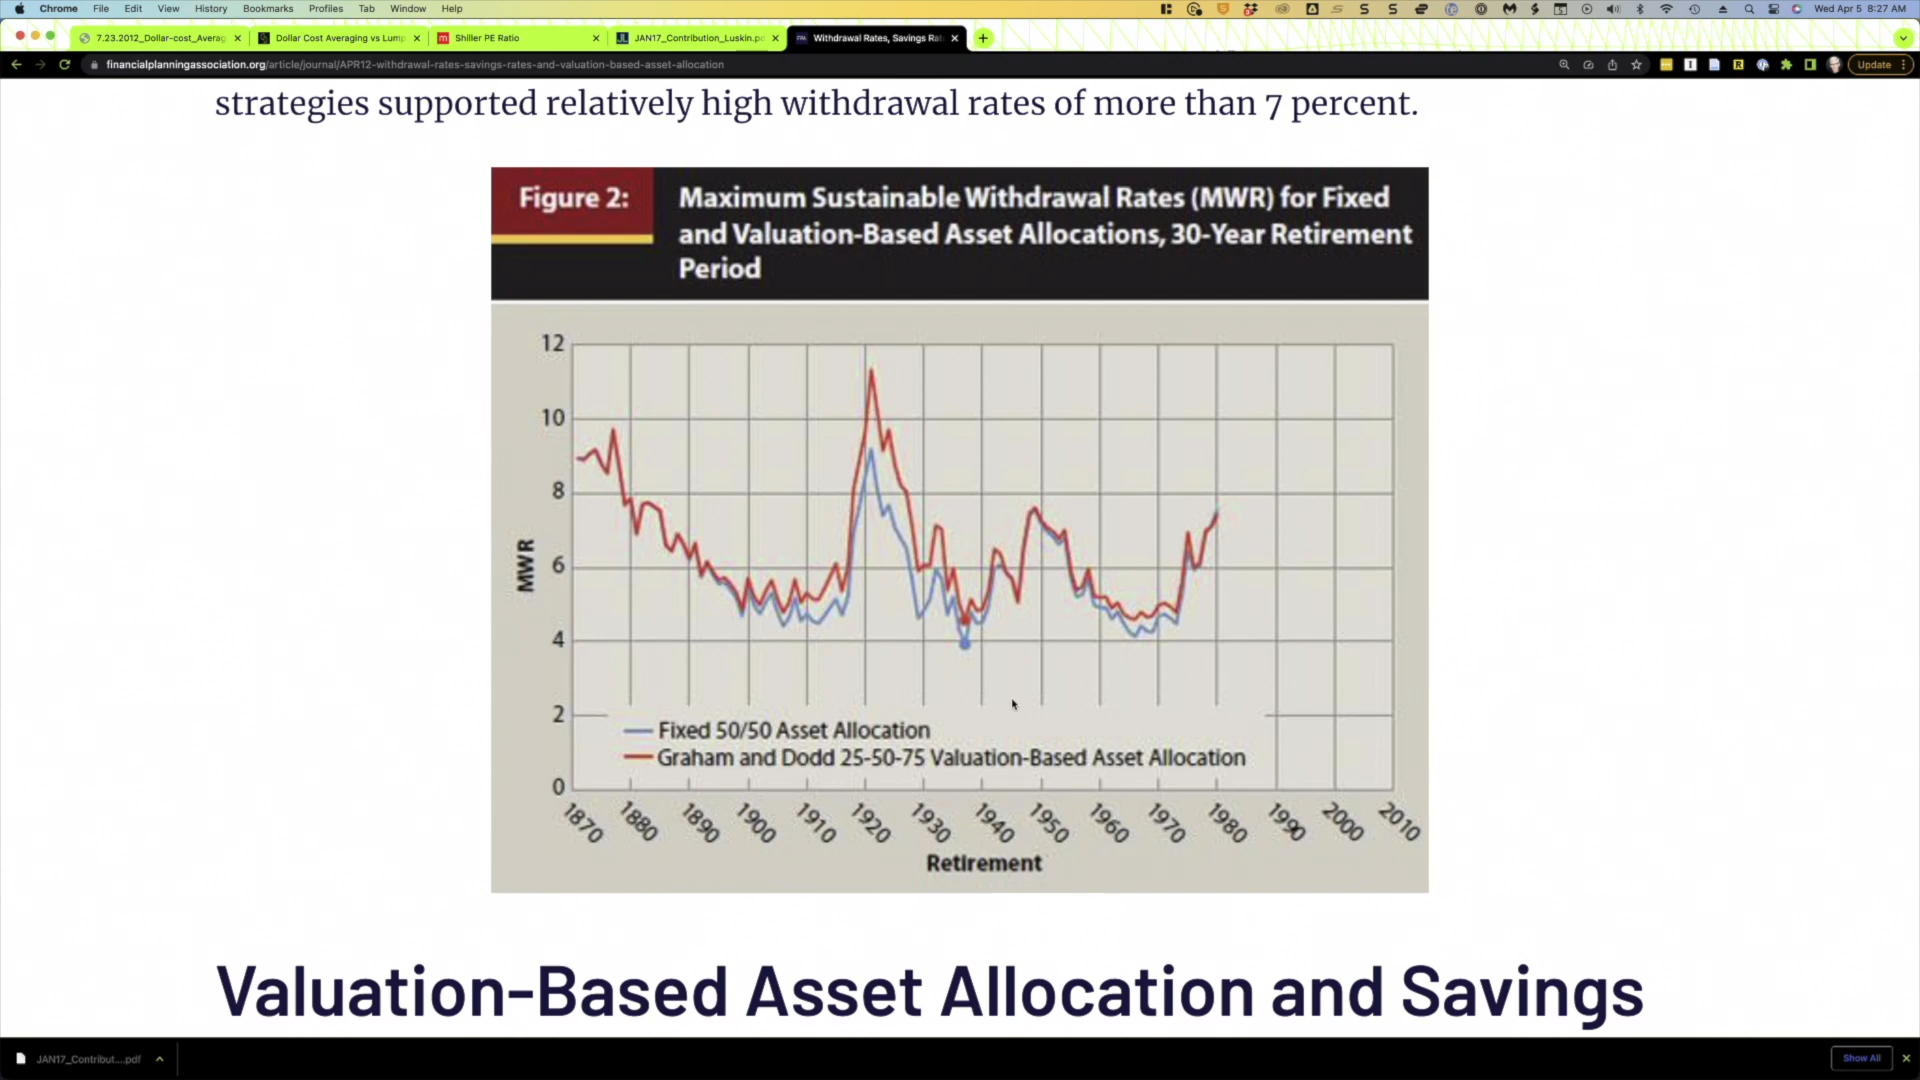 Chrome File Edit View History Bookmarks Profiles Tab Window Help
Wed Apr 5 8:27 AM
7.23.2012_Dollar-cost_Averag
Dollar Cost Averaging vs Lump
Shiller PE Ratio
JAN17_Contribution_Luskin.pd
Withdrawal Rates, Savings Rat
financialplanningassociation.org/article/journal/APR12-withdrawal-rates-savings-rates-and-valuation-based-asset-allocation
Update
strategies supported relatively high withdrawal rates of more than 7 percent.
Figure 2:
Maximum Sustainable Withdrawal Rates (MWR) for Fixed
and Valuation-Based Asset Allocations, 30-Year Retirement
Period
12
10
8
6
4
2
0
MWR
Fixed 50/50 Asset Allocation
Graham and Dodd 25-50-75 Valuation-Based Asset Allocation
1870 1880 1890 1900 1910 1920 1930 1940 1950 1960 1970 1980 1990 2000 2010
Retirement
Valuation-Based Asset Allocation and Savings
JAN17_Contribut....pdf
Show All